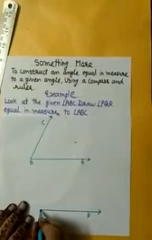 Something More
To construct an angle equal in measure
to a given angle, Using a compass and
ruler.
Example
Look at the given ∠ABC. Draw ∠PQR
equal in measure to ∠ABC
C
B
R